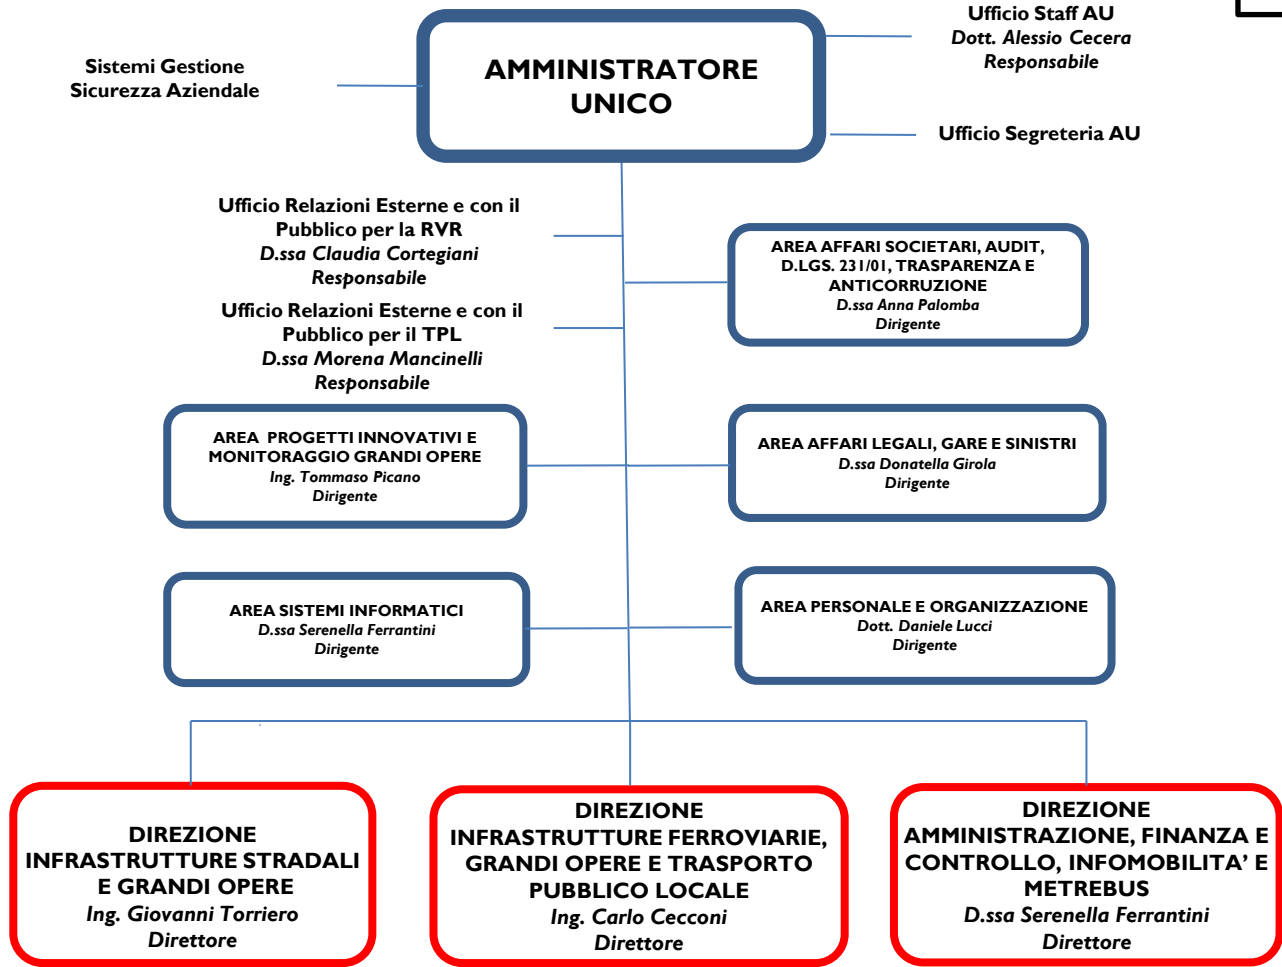 Ufficio Staff AU
Dott. Alessio Cecera
Responsabile
Sistemi Gestione
Sicurezza Aziendale
AMMINISTRATORE
UNICO
Ufficio Segreteria AU
Ufficio Relazioni Esterne e con il
Pubblico per la RVR
D.ssa Claudia Cortegiani
Responsabile
AREA AFFARI SOCIETARI, AUDIT,
D.LGS. 231/01, TRASPARENZA E
ANTICORRUZIONE
D.ssa Anna Palomba
Dirigente
Ufficio Relazioni Esterne e con il
Pubblico per il TPL
D.ssa Morena Mancinelli
Responsabile
AREA PROGETTI INNOVATIVI E
MONITORAGGIO GRANDI OPERE
Ing. Tommaso Picano
Dirigente
AREA AFFARI LEGALI, GARE E SINISTRI
D.ssa Donatella Girola
Dirigente
AREA SISTEMI INFORMATICI
D.ssa Serenella Ferrantini
Dirigente
AREA PERSONALE E ORGANIZZAZIONE
Dott. Daniele Lucci
Dirigente
DIREZIONE
INFRASTRUTTURE STRADALI
E GRANDI OPERE
Ing. Giovanni Torriero
Direttore
DIREZIONE
INFRASTRUTTURE FERROVIARIE,
GRANDI OPERE E TRASPORTO
PUBBLICO LOCALE
Ing. Carlo Cecconi
Direttore
DIREZIONE
AMMINISTRAZIONE, FINANZA E
CONTROLLO, INFOMOBILITA’ E
METREBUS
D.ssa Serenella Ferrantini
Direttore